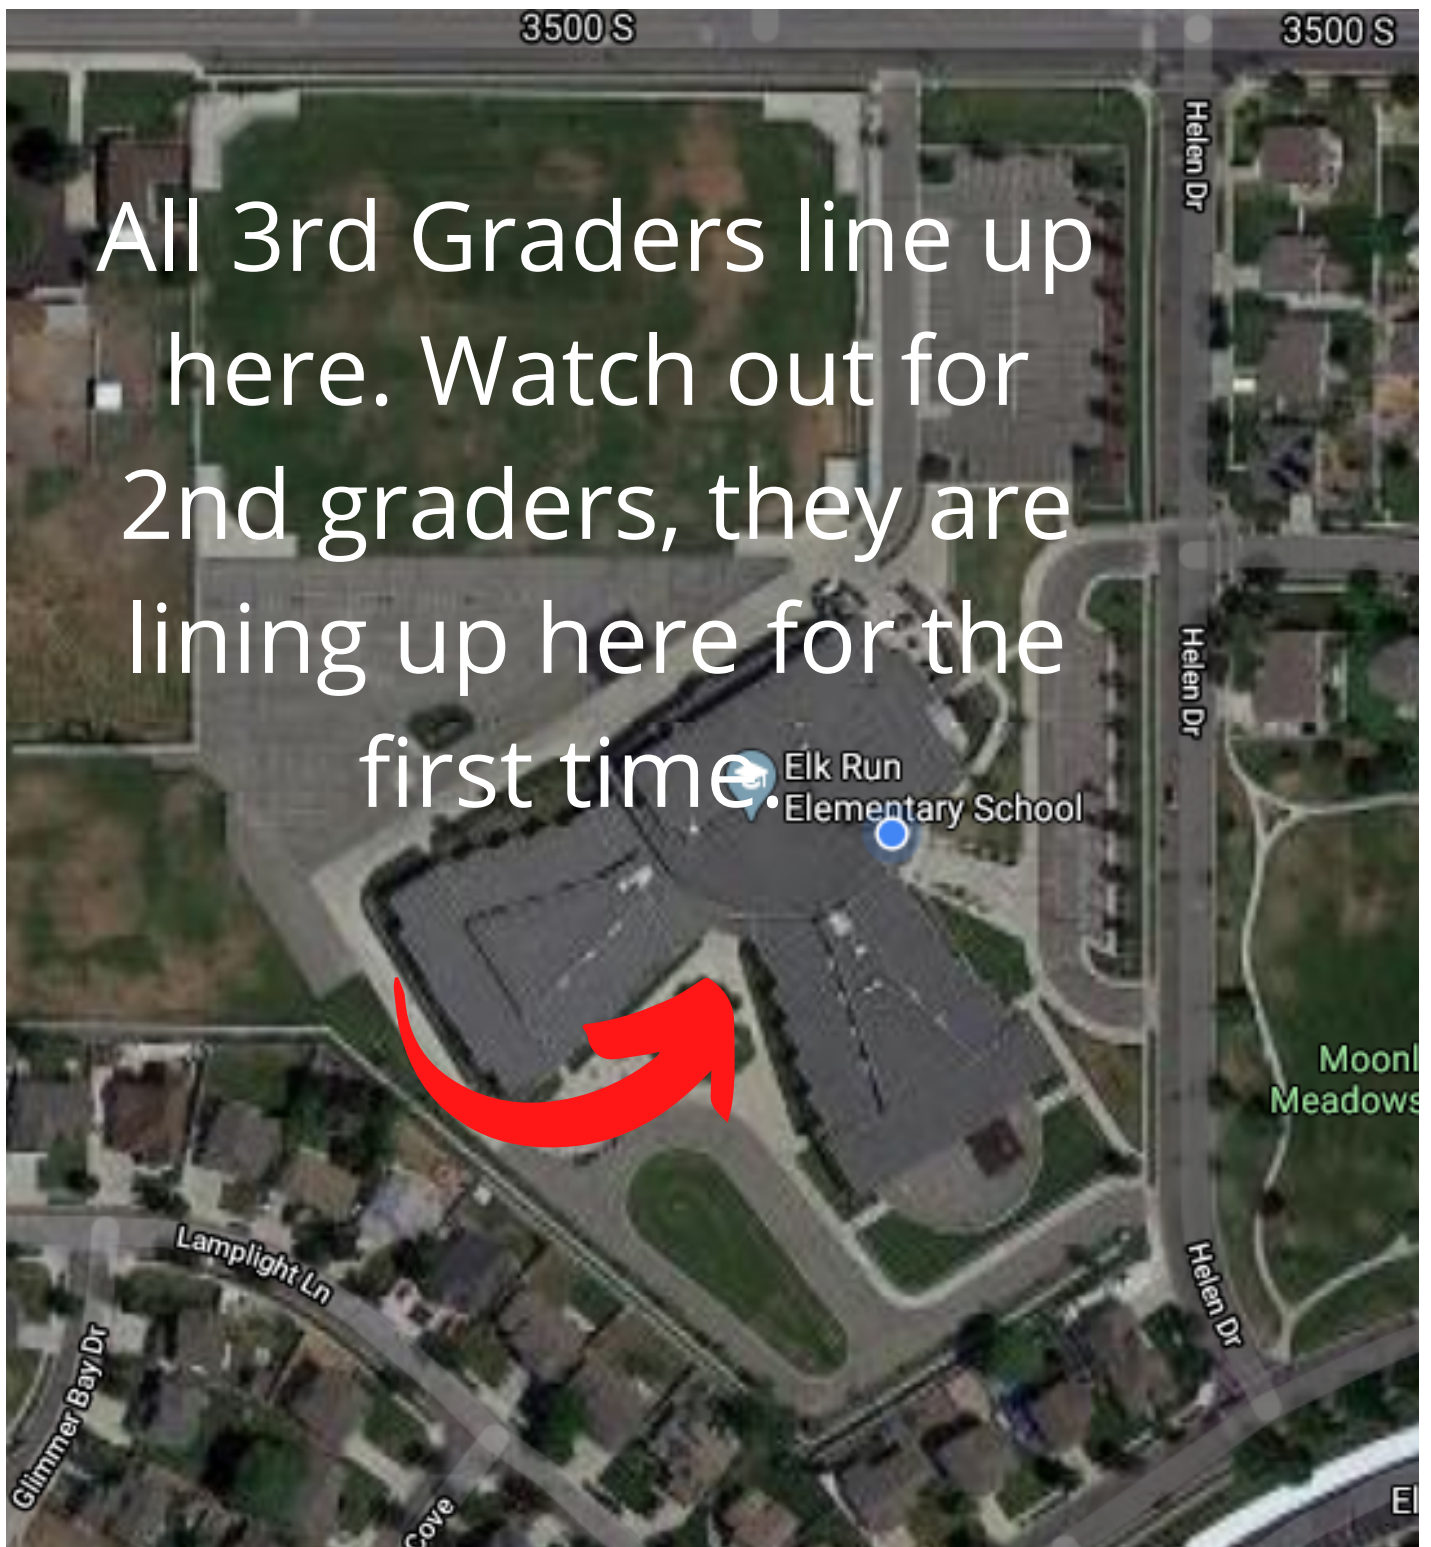 3500 S
3500 S
Helen Dr
All 3rd Graders line up
here. Watch out for
2nd graders, they are
lining up here for the
first time.
Helen Dr
Elk Run
Elementary School
Moonl
Meadows
Lamplight Ln
Helen Dr
Glimmer Bay Dr
Cove
El